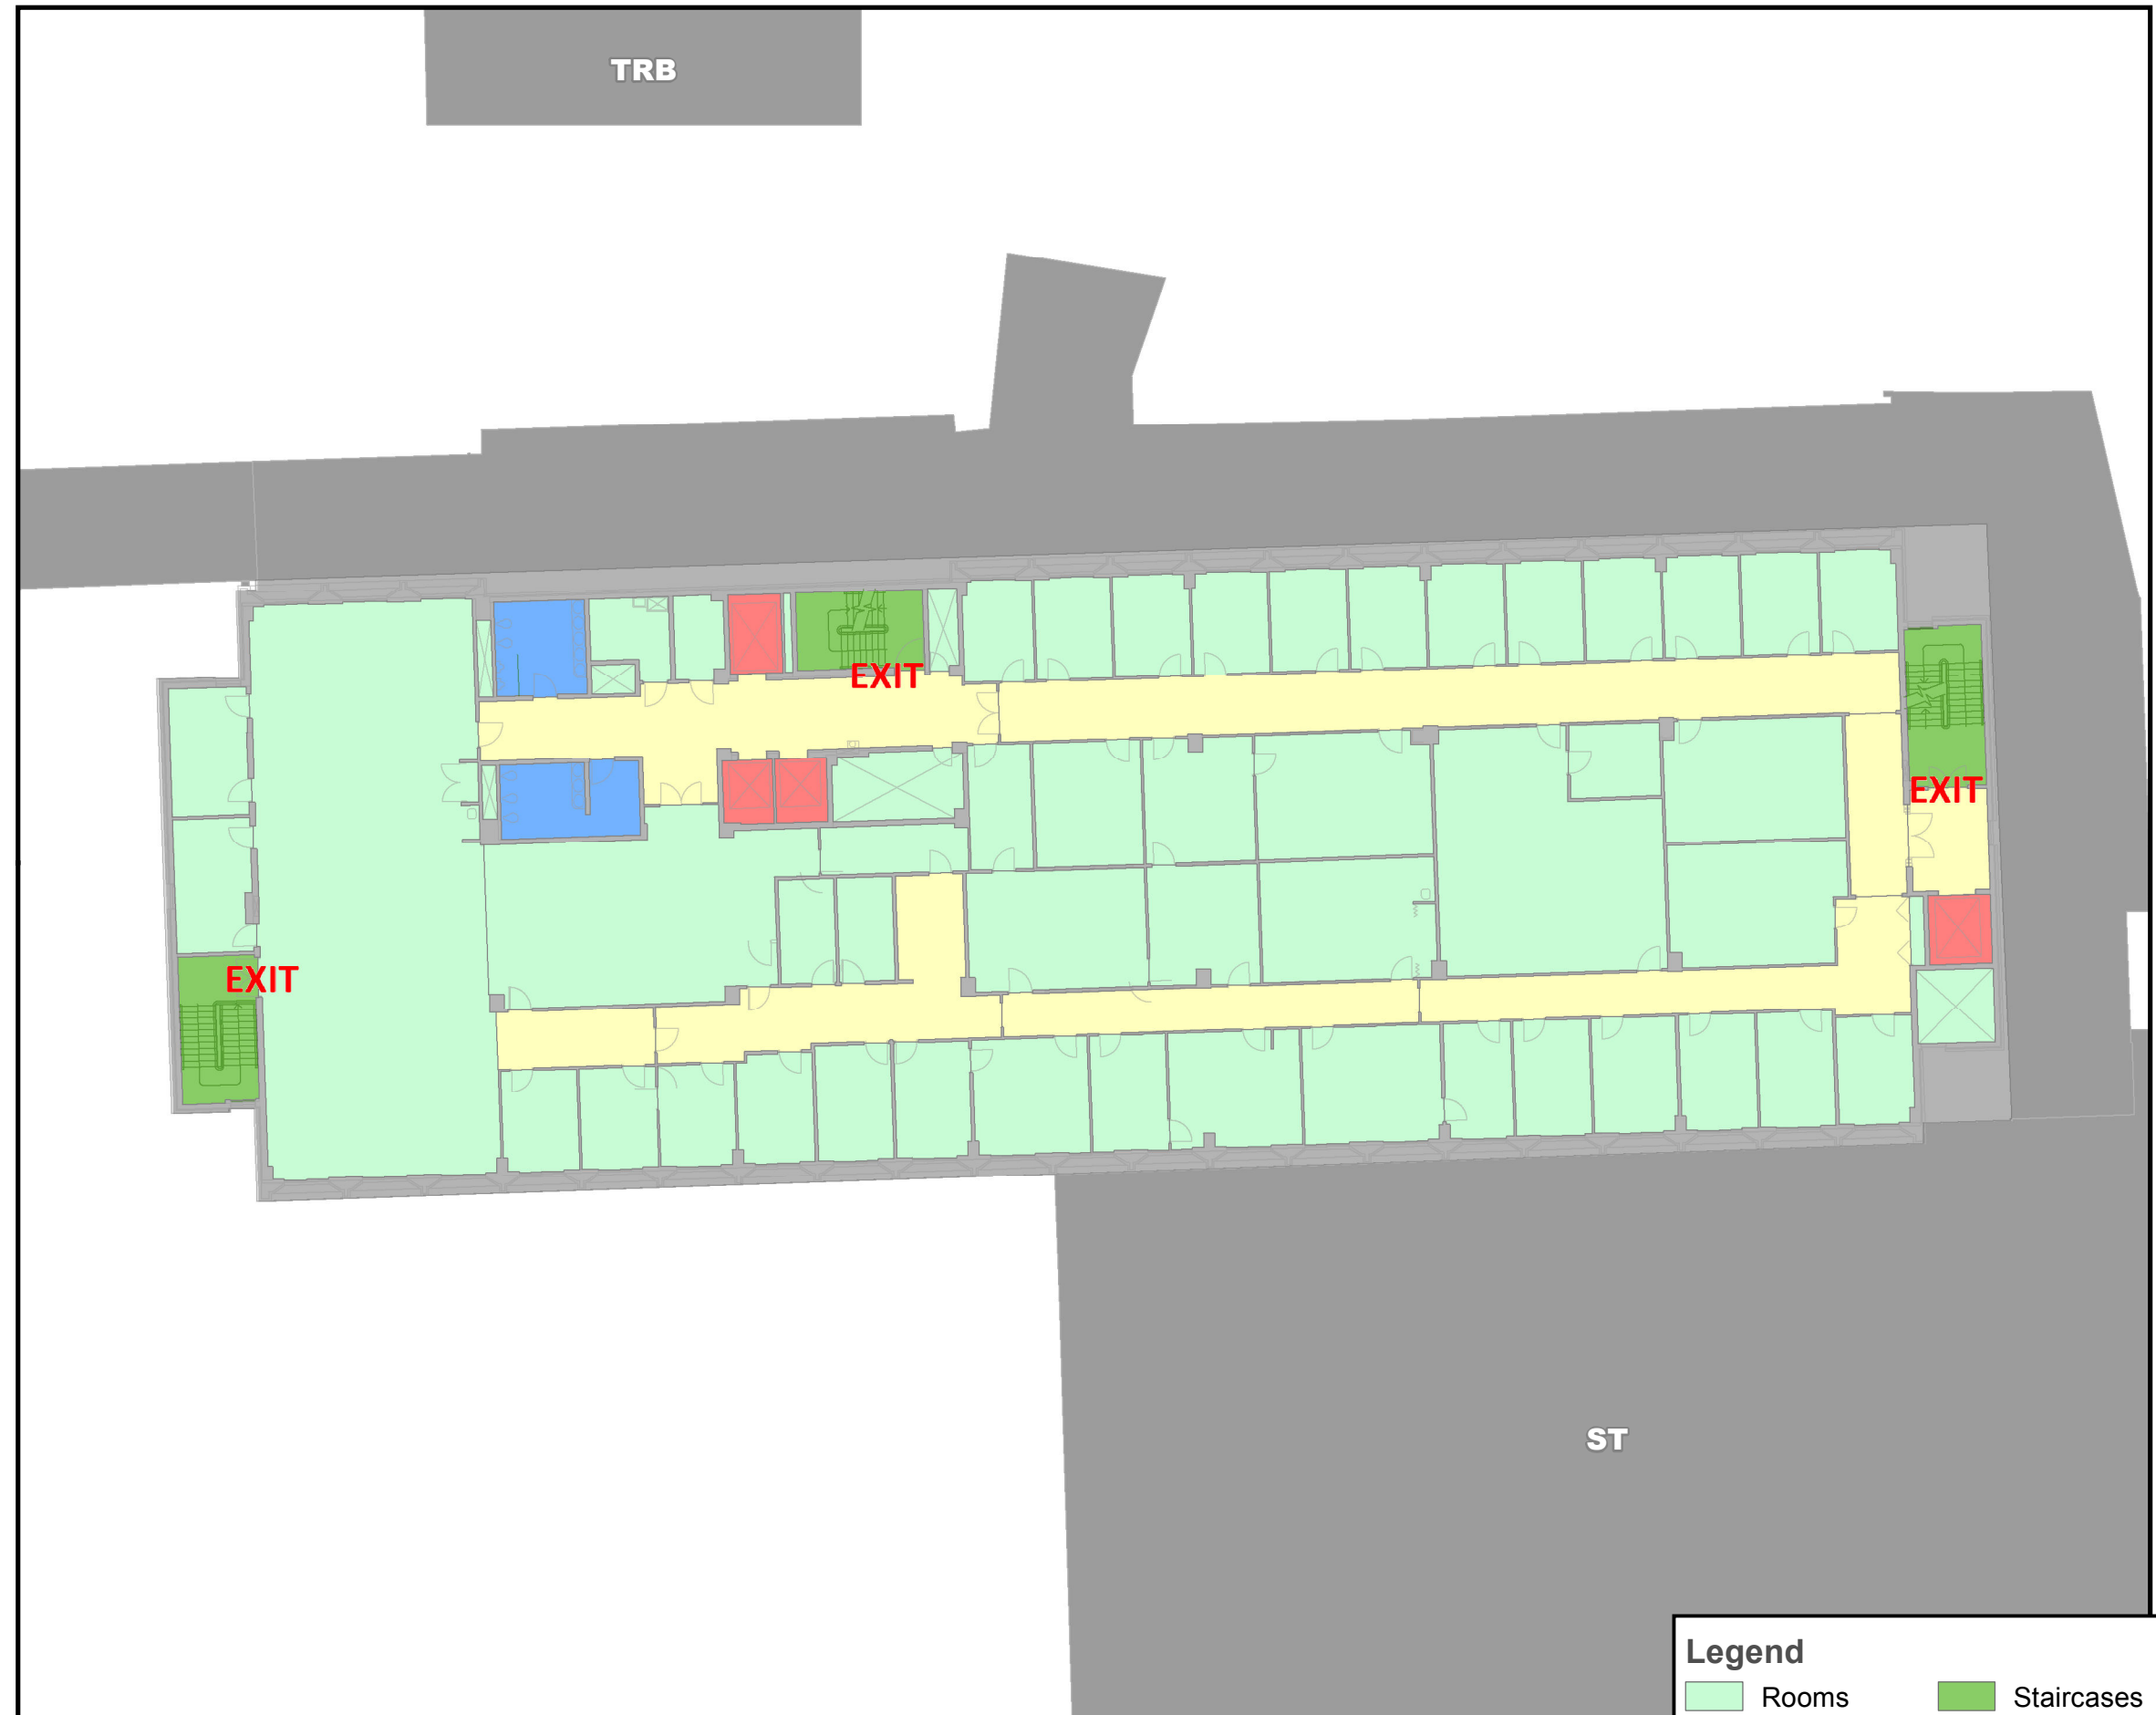 TRB
EXIT
EXIT
EXIT
ST
Legend
Rooms
Staircases